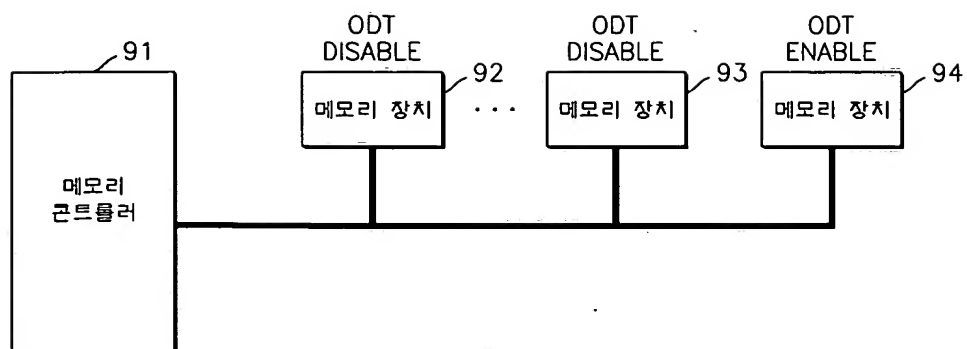 91
메모리
콘트롤러
ODT
DISABLE
92
메모리 장치
. . .
ODT
DISABLE
93
메모리 장치
ODT
ENABLE
94
메모리 장치